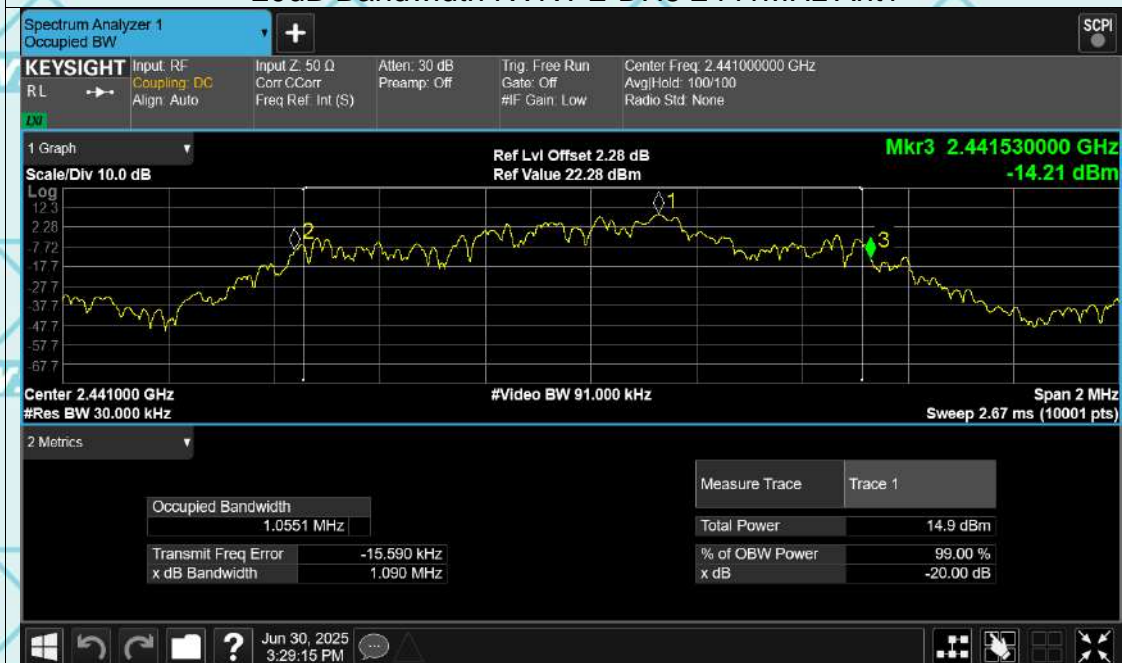 Spectrum Analyzer 1
Occupied BW
+
SCPI
KEYSIGHT
RL
LXI
Input: RF
Coupling: DC
Align: Auto
Input Z: 50 Ω
Corr CCorr
Freq Ref: Int (S)
Atten: 30 dB
Preamp: Off
Trig: Free Run
Gate: Off
#IF Gain: Low
Center Freq: 2.441000000 GHz
Avg|Hold: 100/100
Radio Std: None
1 Graph
Scale/Div 10.0 dB
Ref Lvl Offset 2.28 dB
Ref Value 22.28 dBm
Mkr3 2.441530000 GHz
-14.21 dBm
Log
12.3
2.28
-7.72
-17.7
-27.7
-37.7
-47.7
-57.7
-67.7
1
2
3
Center 2.441000 GHz
#Res BW 30.000 kHz
#Video BW 91.000 kHz
Span 2 MHz
Sweep 2.67 ms (10001 pts)
2 Metrics
Occupied Bandwidth
1.0551 MHz
Transmit Freq Error -15.590 kHz
x dB Bandwidth 1.090 MHz
Measure Trace Trace 1
Total Power 14.9 dBm
% of OBW Power 99.00 %
x dB -20.00 dB
?
Jun 30, 2025
3:29:15 PM